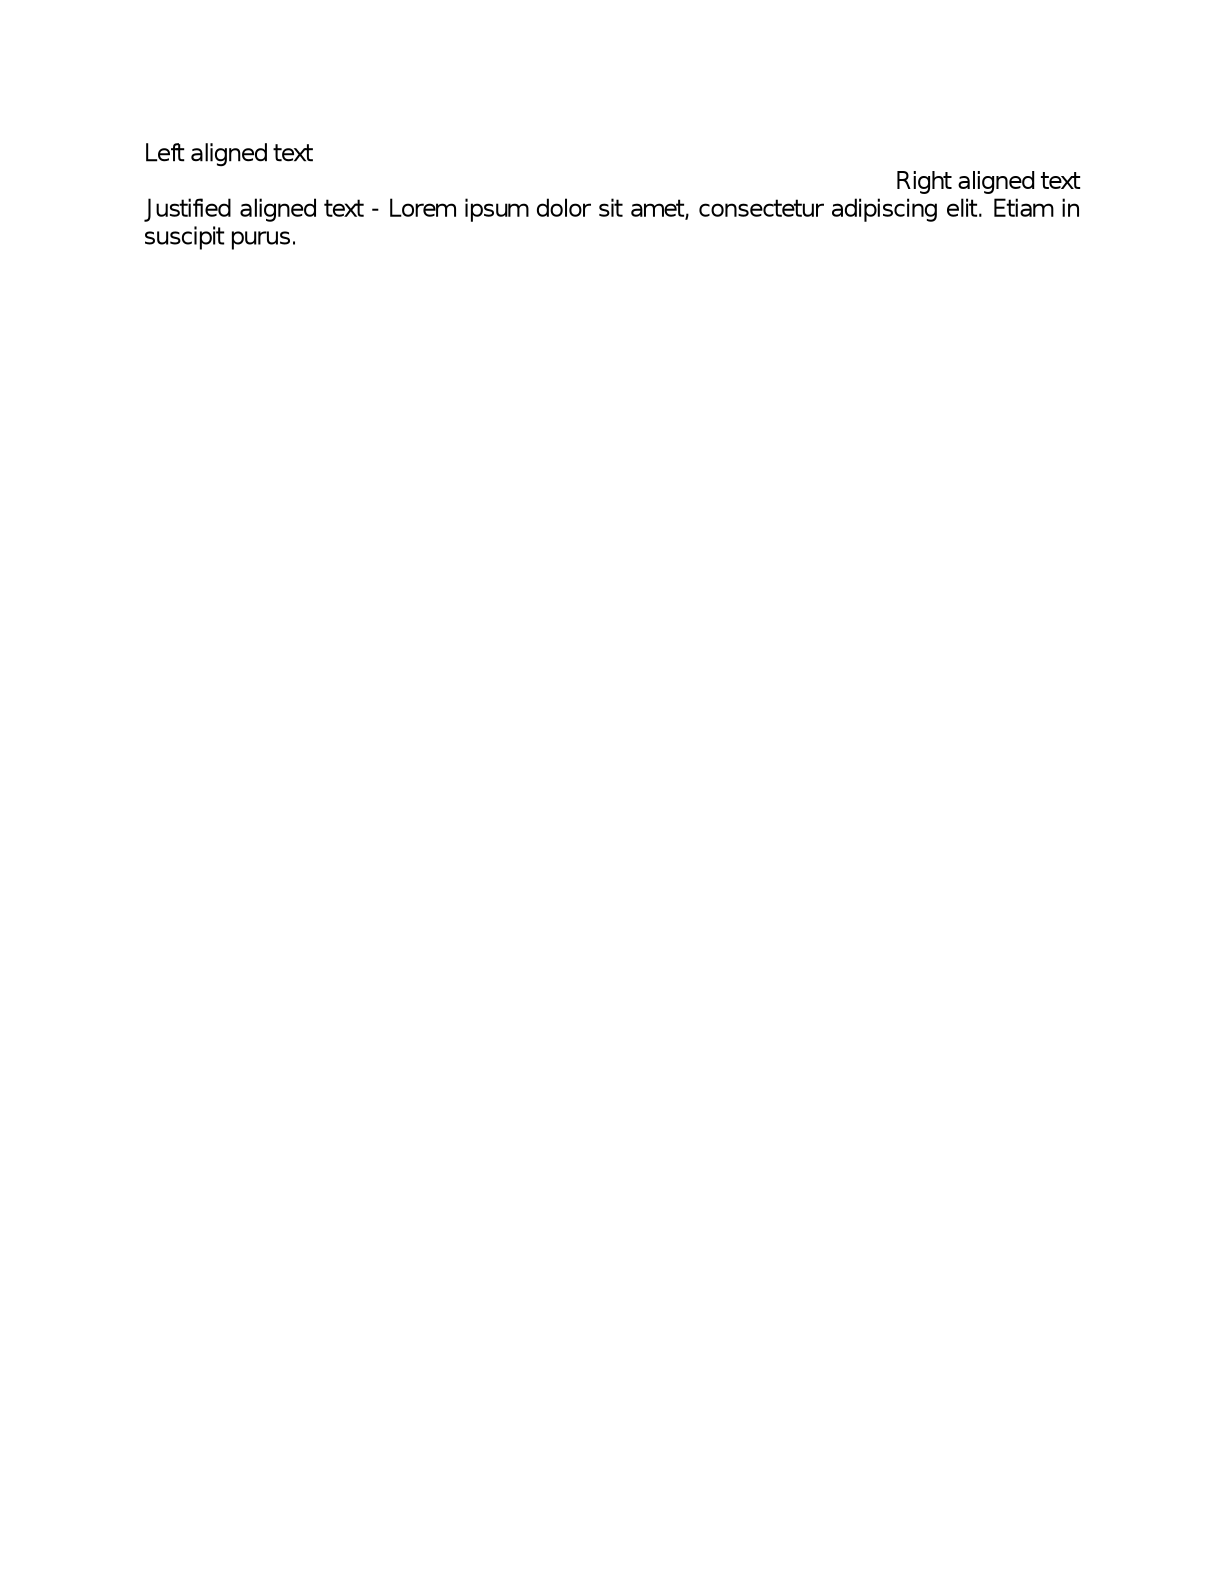 Left aligned text
Right aligned text
Justified aligned text - Lorem ipsum dolor sit amet, consectetur adipiscing elit. Etiam in
suscipit purus.